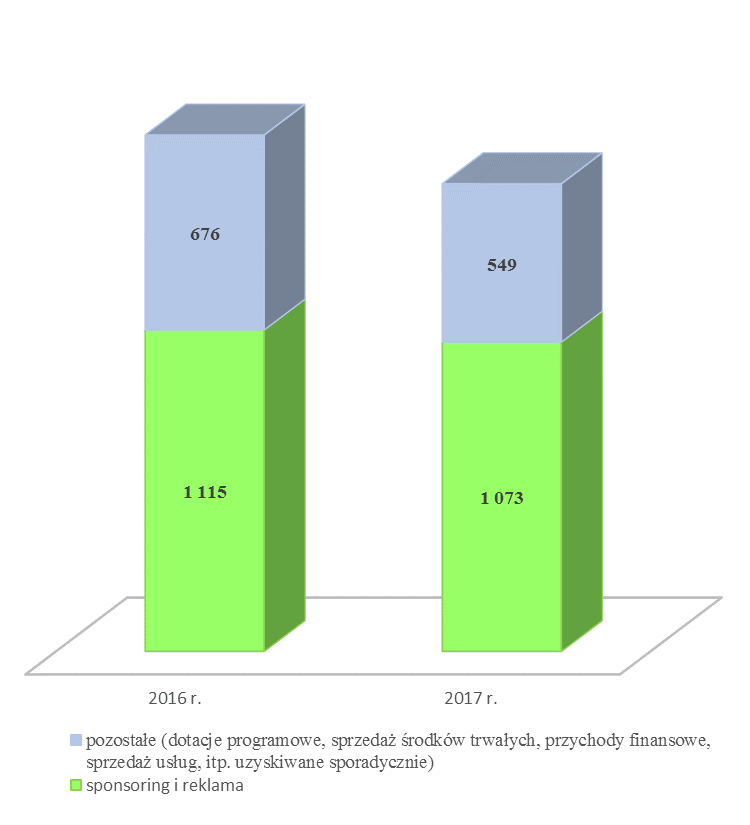 676
549
1 115
1 073
2016 r.
2017 r.
pozostałe (dotacje programowe, sprzedaż środków trwałych, przychody finansowe,
sprzedaż usług, itp. uzyskiwane sporadycznie)
sponsoring i reklama